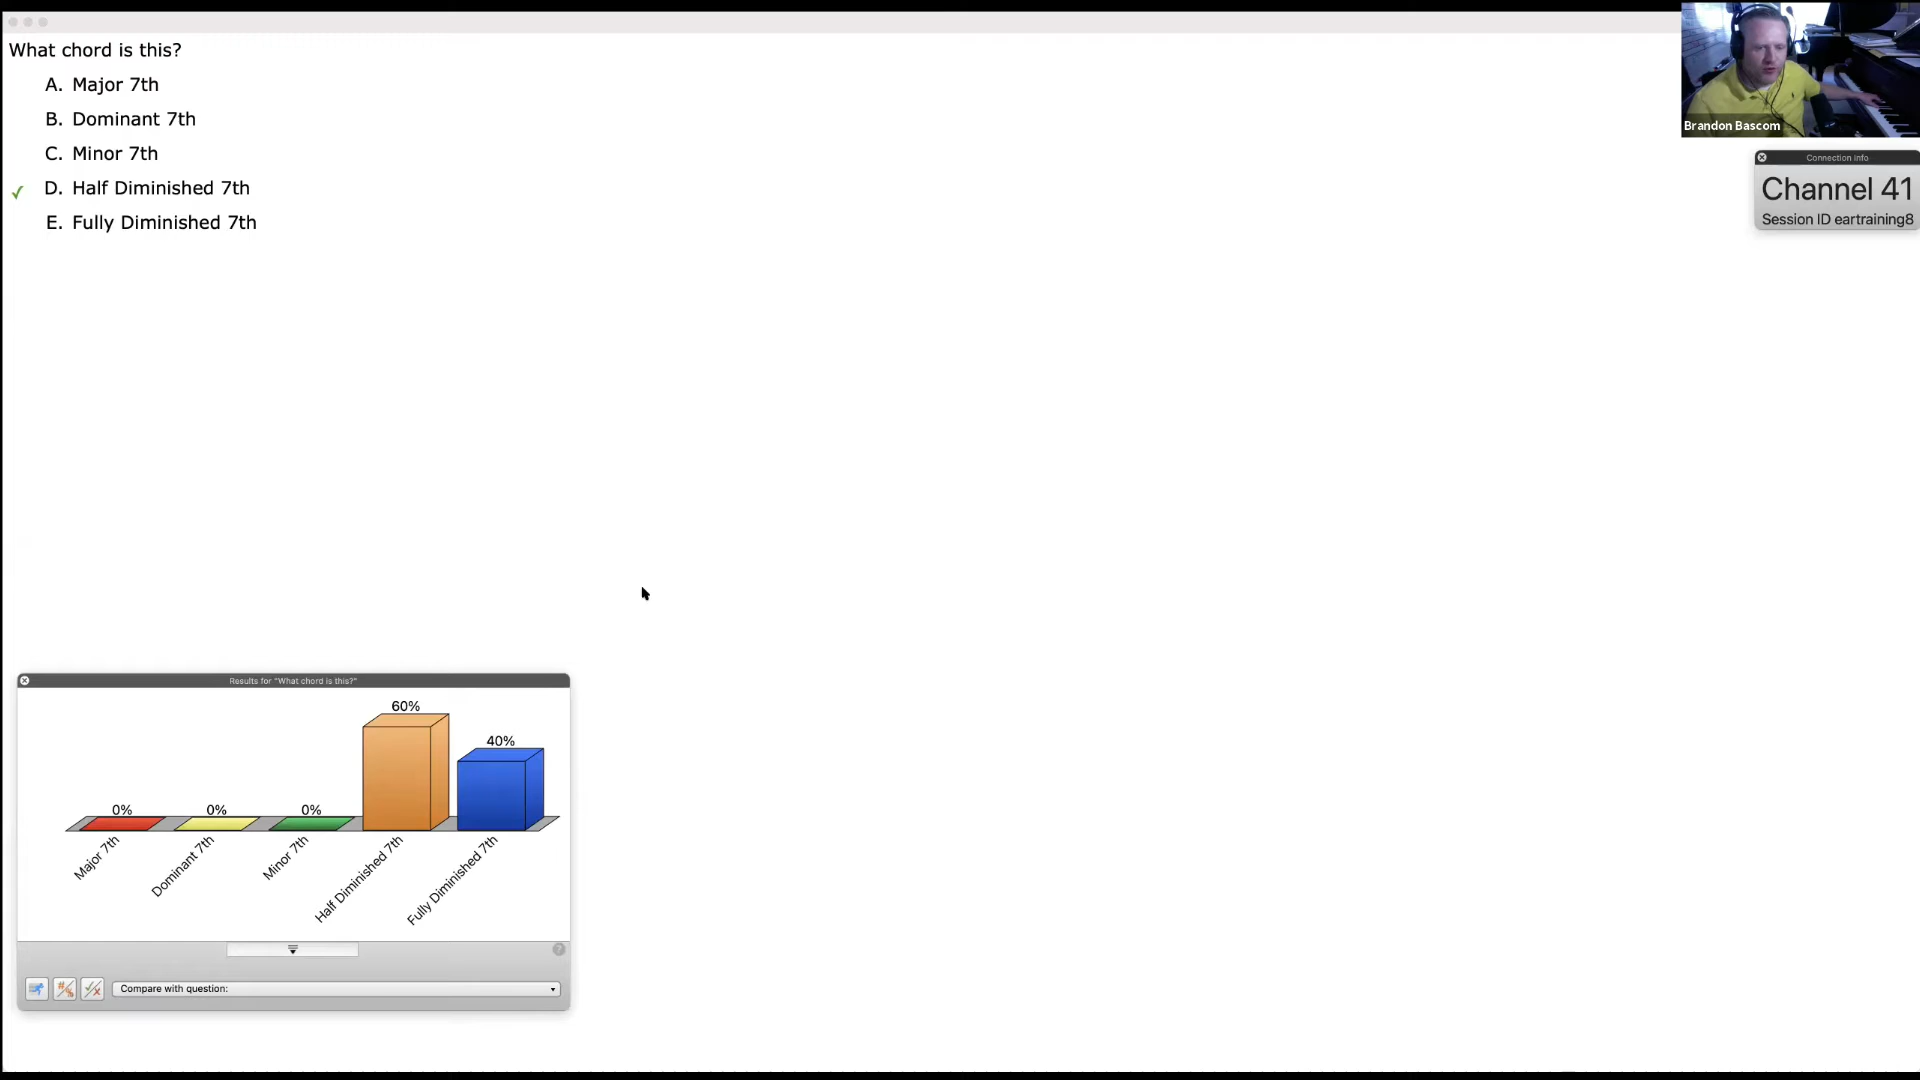 What chord is this?
A. Major 7th
B. Dominant 7th
C. Minor 7th
✓ D. Half Diminished 7th
E. Fully Diminished 7th
Brandon Bascom
Connection Info
Channel 41
Session ID eartraining8
Results for "What chord is this?"
0% 0% 0% 60% 40%
Major 7th
Dominant 7th
Minor 7th
Half Diminished 7th
Fully Diminished 7th
Compare with question: